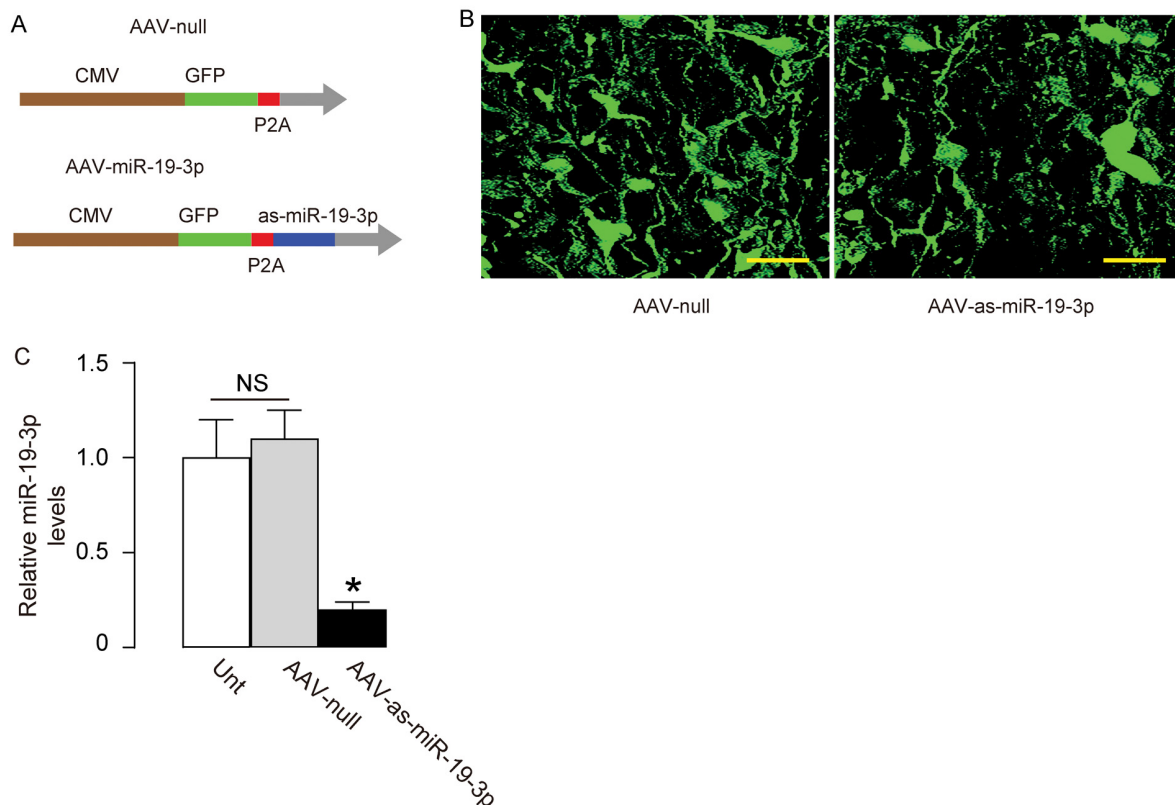 A
AAV-null
CMV GFP
P2A
AAV-miR-19-3p
CMV GFP as-miR-19-3p
P2A
B
AAV-null AAV-as-miR-19-3p
C
Relative miR-19-3p
levels
1.5
1.0
0.5
0
NS
*
Unt
AAV-null
AAV-as-miR-19-3p